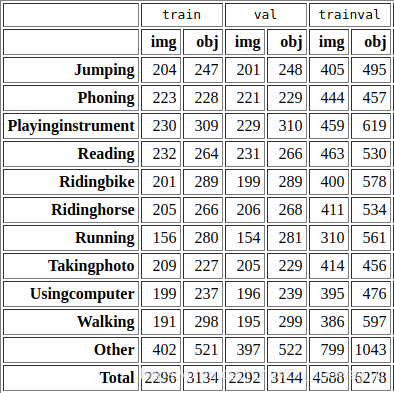 train val trainval
img obj img obj img obj
Jumping 204 247 201 248 405 495
Phoning 223 228 221 229 444 457
Playinginstrument 230 309 229 310 459 619
Reading 232 264 231 266 463 530
Ridingbike 201 289 199 289 400 578
Ridinghorse 205 266 206 268 411 534
Running 156 280 154 281 310 561
Takingphoto 209 227 205 229 414 456
Usingcomputer 199 237 196 239 395 476
Walking 191 298 195 299 386 597
Other 402 521 397 522 799 1043
Total 2296 3134 2292 3144 4588 6278